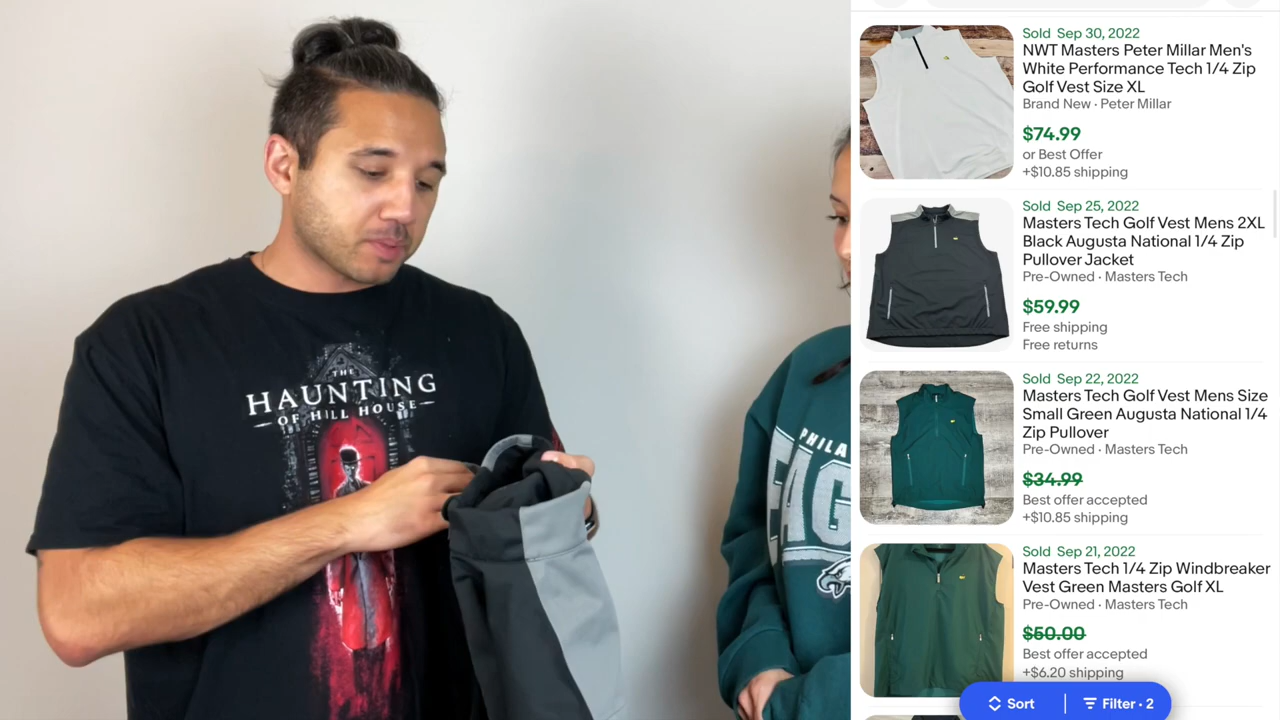 THE
HAUNTING
OF HILL HOUSE
PHILA
EAG
Sold Sep 30, 2022
NWT Masters Peter Millar Men's
White Performance Tech 1/4 Zip
Golf Vest Size XL
Brand New · Peter Millar
$74.99
or Best Offer
+$10.85 shipping
Sold Sep 25, 2022
Masters Tech Golf Vest Mens 2XL
Black Augusta National 1/4 Zip
Pullover Jacket
Pre-Owned · Masters Tech
$59.99
Free shipping
Free returns
Sold Sep 22, 2022
Masters Tech Golf Vest Mens Size
Small Green Augusta National 1/4
Zip Pullover
Pre-Owned · Masters Tech
$34.99
Best offer accepted
+$10.85 shipping
Sold Sep 21, 2022
Masters Tech 1/4 Zip Windbreaker
Vest Green Masters Golf XL
Pre-Owned · Masters Tech
$50.00
Best offer accepted
+$6.20 shipping
Sort
Filter · 2